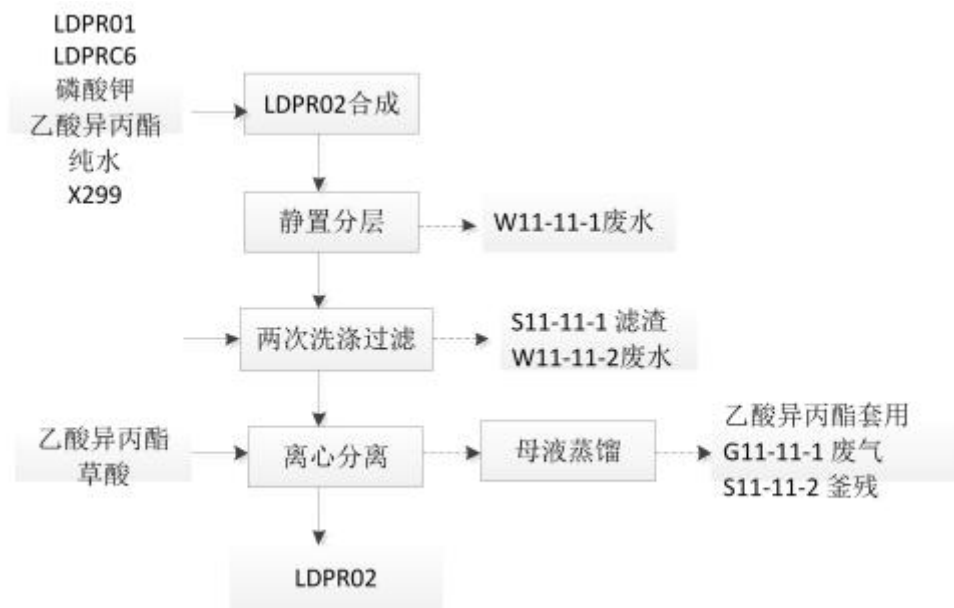 LDPR01
LDPRC6
磷酸钾
乙酸异丙酯
纯水
X299
LDPR02合成
静置分层
W11-11-1废水
两次洗涤过滤
S11-11-1 滤渣
W11-11-2废水
乙酸异丙酯
草酸
离心分离
母液蒸馏
乙酸异丙酯套用
G11-11-1 废气
S11-11-2 釜残
LDPR02